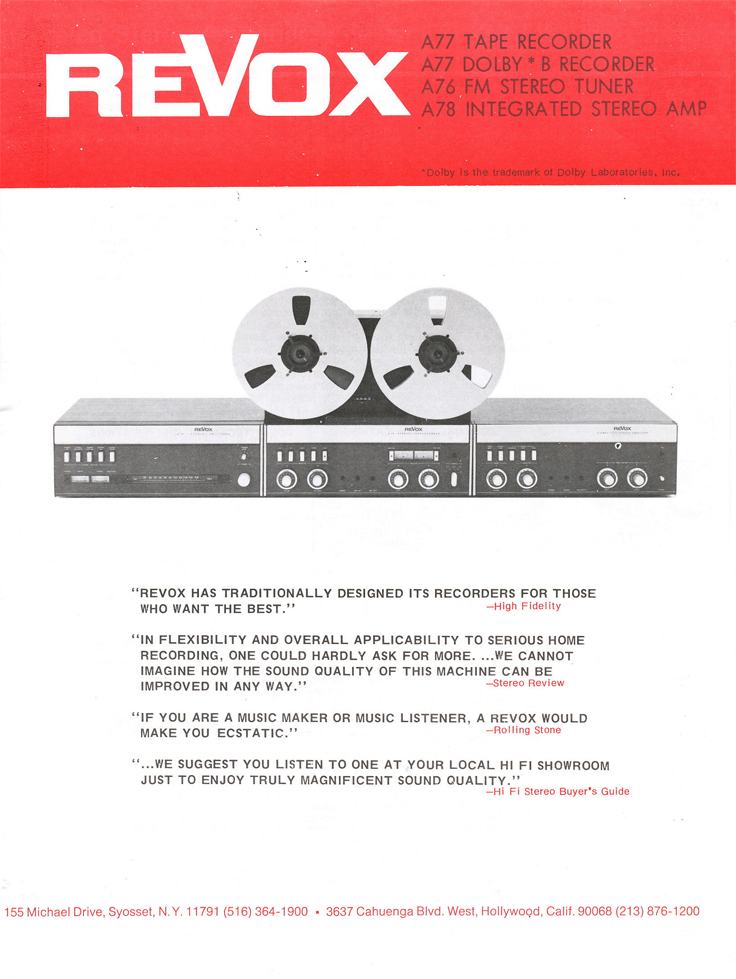 REVOX
A77 TAPE RECORDER
A77 DOLBY * B RECORDER
A76 FM STEREO TUNER
A78 INTEGRATED STEREO AMP
*Dolby is the trademark of Dolby Laboratories, Inc.
REVOX
REVOX
REVOX
"REVOX HAS TRADITIONALLY DESIGNED ITS RECORDERS FOR THOSE
WHO WANT THE BEST."
—High Fidelity
"IN FLEXIBILITY AND OVERALL APPLICABILITY TO SERIOUS HOME
RECORDING, ONE COULD HARDLY ASK FOR MORE. ...WE CANNOT
IMAGINE HOW THE SOUND QUALITY OF THIS MACHINE CAN BE
IMPROVED IN ANY WAY."
—Stereo Review
"IF YOU ARE A MUSIC MAKER OR MUSIC LISTENER, A REVOX WOULD
MAKE YOU ECSTATIC."
—Rolling Stone
"...WE SUGGEST YOU LISTEN TO ONE AT YOUR LOCAL HI FI SHOWROOM
JUST TO ENJOY TRULY MAGNIFICENT SOUND QUALITY."
—Hi Fi Stereo Buyer's Guide
155 Michael Drive, Syosset, N.Y. 11791 (516) 364-1900 • 3637 Cahuenga Blvd. West, Hollywood, Calif. 90068 (213) 876-1200